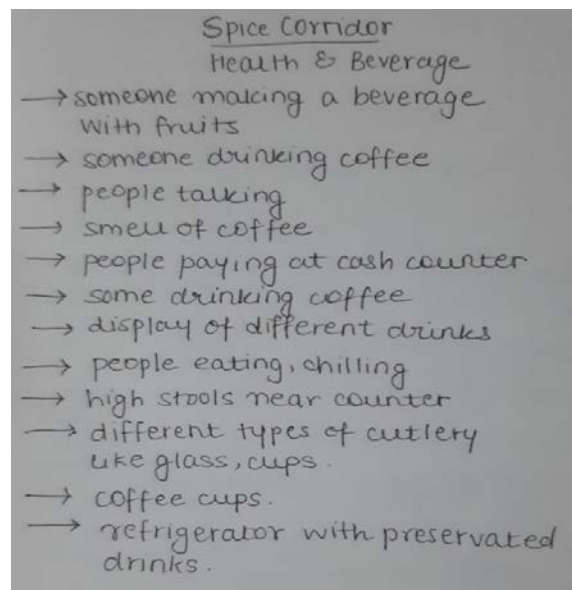 Spice Corridor
Health & Beverage
→ someone making a beverage
with fruits
→ someone drinking coffee
→ people talking
→ smell of coffee
→ people paying at cash counter
→ some drinking coffee
→ display of different drinks
→ people eating, chilling
→ high stools near counter
→ different types of cutlery
like glass, cups.
→ coffee cups.
→ refrigerator with preservated
drinks.